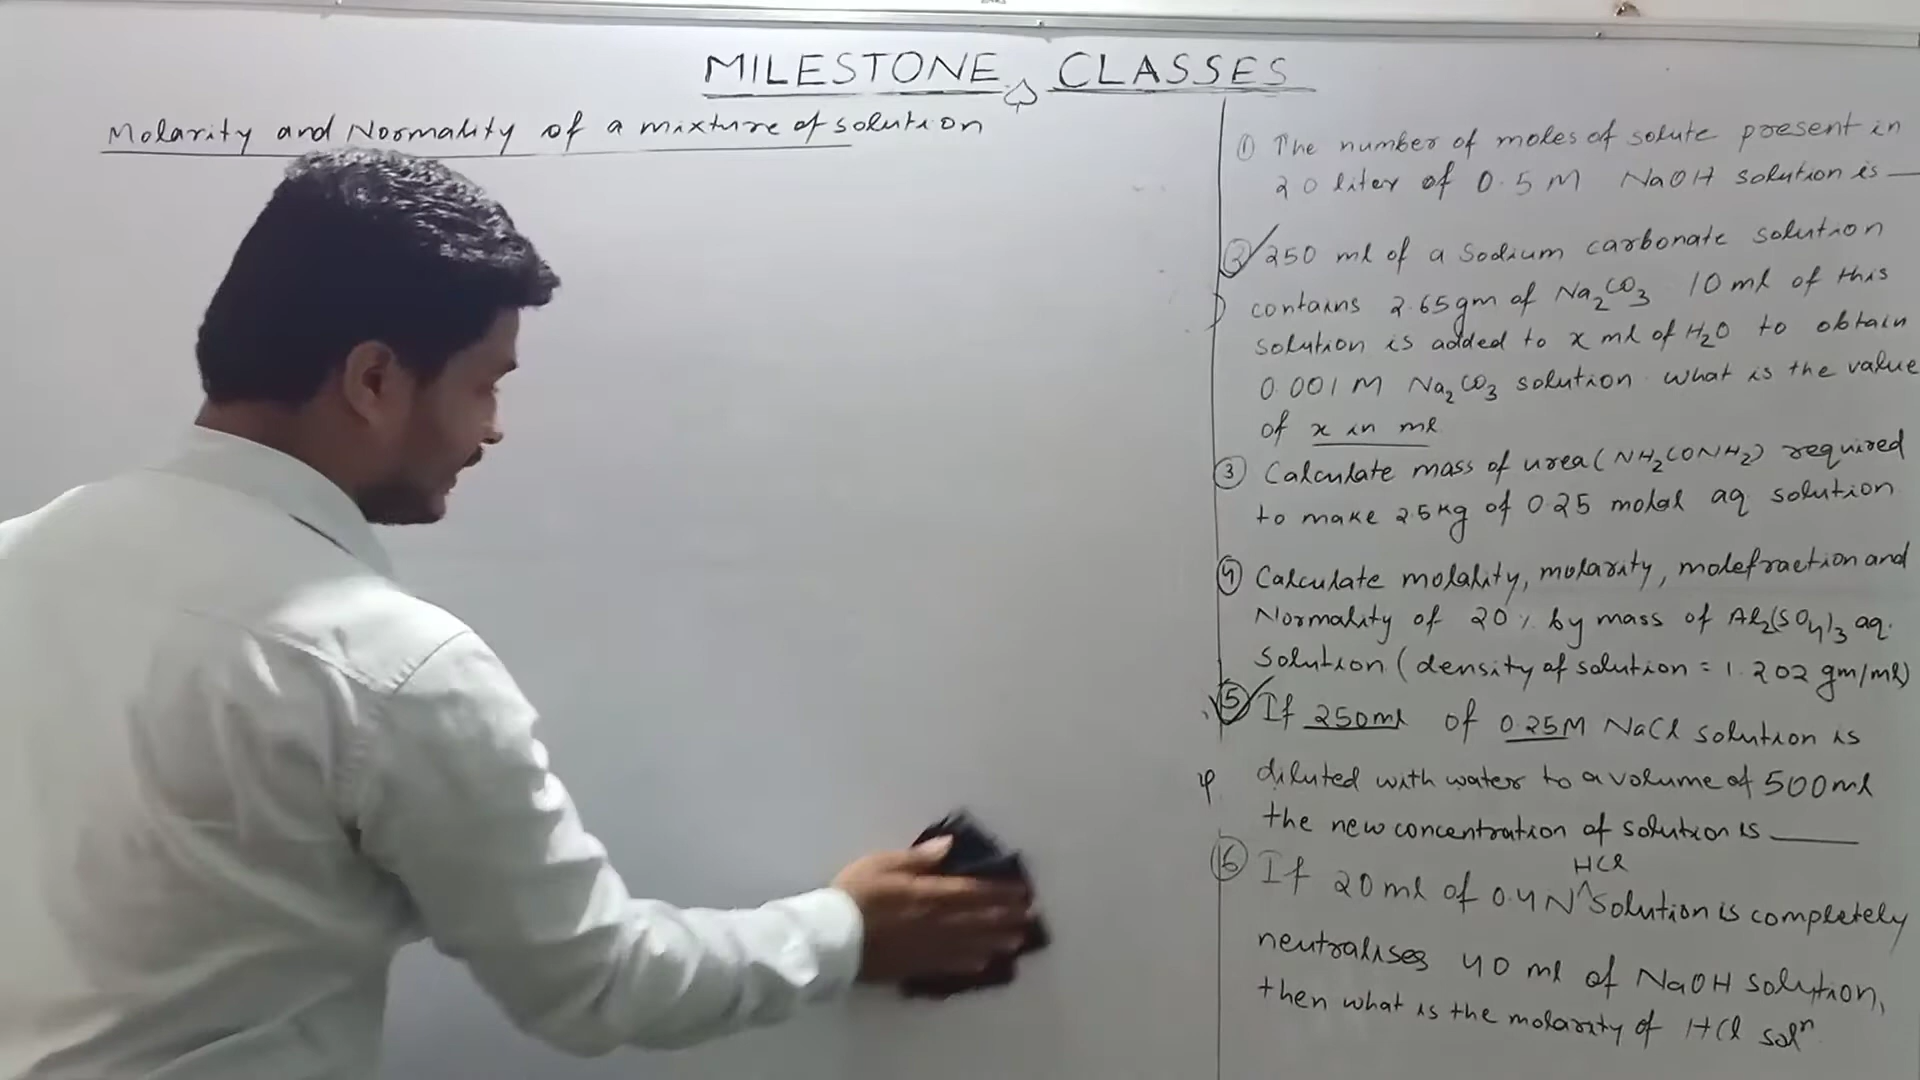 MILESTONE CLASSES
Molarity and Normality of a mixture of solution
① The number of moles of solute present in
20 liter of 0.5 M NaOH solution is —
② 250 ml of a Sodium carbonate solution
contains 2.65gm of Na₂CO₃ 10 ml of this
solution is added to x ml of H₂O to obtain
0.001 M Na₂CO₃ solution. what is the value
of x in ml
③ Calculate mass of urea (NH₂CONH₂) required
to make 25kg of 0.25 molal aq solution
④ Calculate molality, molarity, molefraction and
Normality of 20% by mass of Al₂(SO₄)₃ aq.
Solution (density of solution = 1.202 gm/ml)
⑤ If 250ml of 0.25M NaCl solution is
diluted with water to a volume of 500ml
the new concentration of solution is ____
⑥ If 20ml of 0.4N HCl solution is completely
neutralises 40 ml of NaOH solution,
then what is the molarity of HCl solⁿ